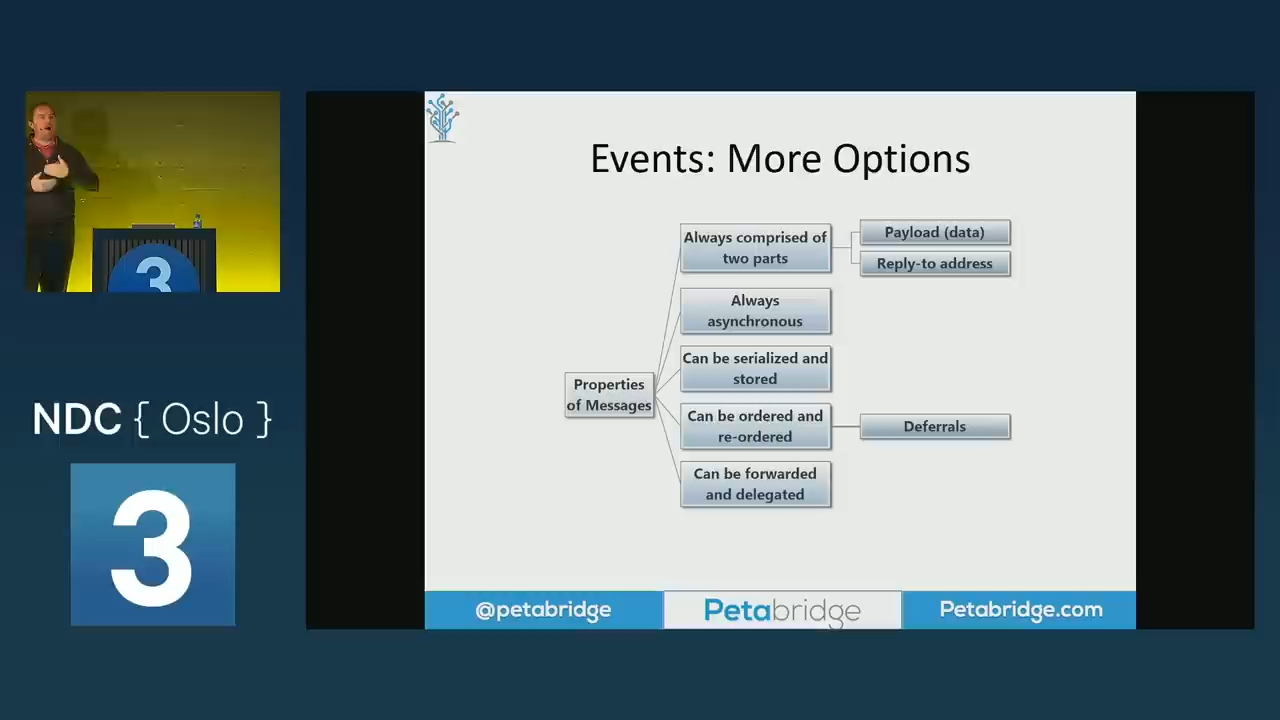 Events: More Options
Always comprised of
two parts
Payload (data)
Reply-to address
Always
asynchronous
Can be serialized and
stored
Properties
of Messages
Can be ordered and
re-ordered
Deferrals
Can be forwarded
and delegated
@petabridge
Petabridge
Petabridge.com
3
NDC { Oslo }
3